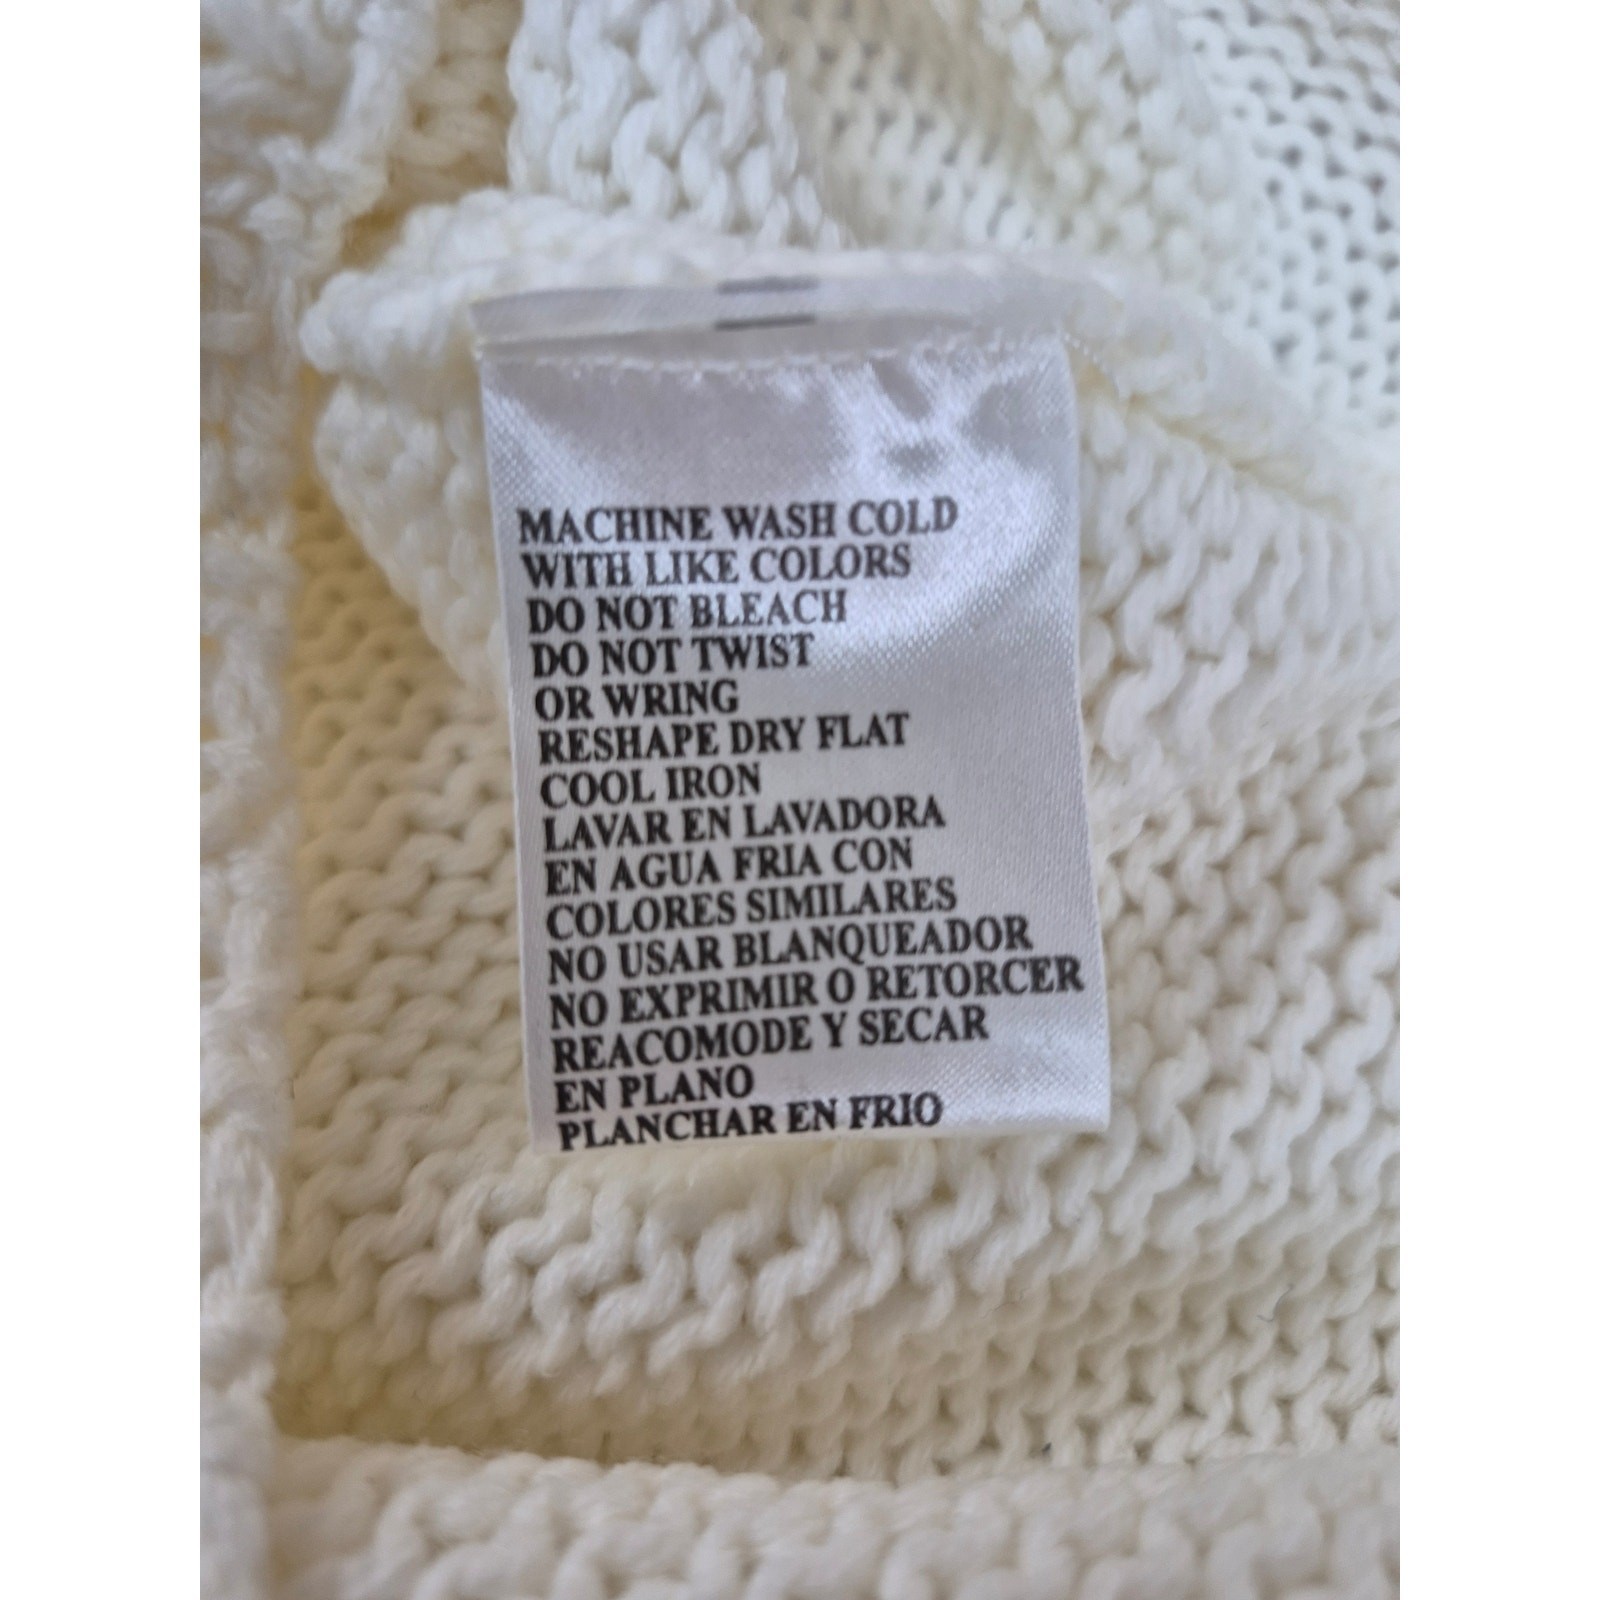 MACHINE WASH COLD
WITH LIKE COLORS
DO NOT BLEACH
DO NOT TWIST
OR WRING
RESHAPE DRY FLAT
COOL IRON
LAVAR EN LAVADORA
EN AGUA FRIA CON
COLORES SIMILARES
NO USAR BLANQUEADOR
NO EXPRIMIR O RETORCER
REACOMODE Y SECAR
EN PLANO
PLANCHAR EN FRIO